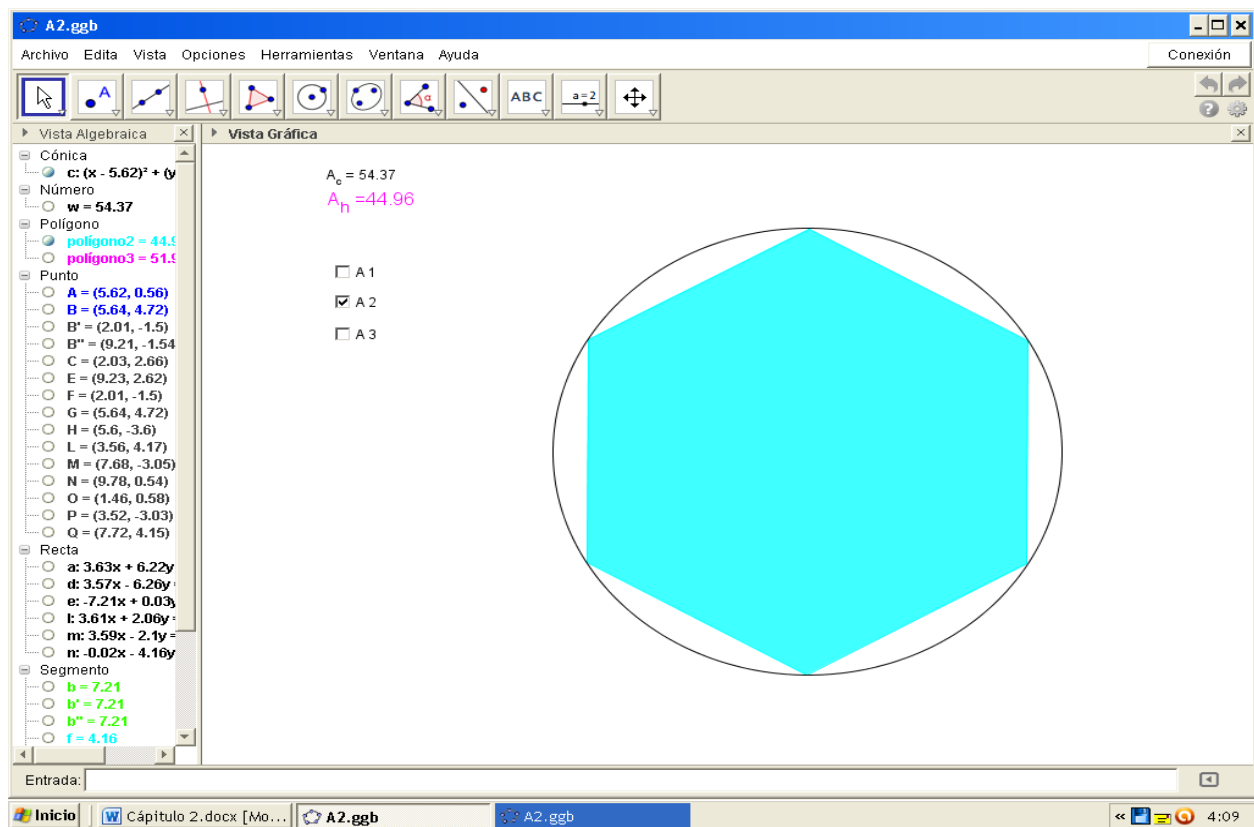 A2.ggb
Archivo Edita Vista Opciones Herramientas Ventana Ayuda Conexión
A α ABC a=2
Vista Algebraica
Vista Gráfica
Cónica
c: (x - 5.62)² + (y
Número
w = 54.37
Polígono
polígono2 = 44.9
polígono3 = 51.9
Punto
A = (5.62, 0.56)
B = (5.64, 4.72)
B' = (2.01, -1.5)
B'' = (9.21, -1.54
C = (2.03, 2.66)
E = (9.23, 2.62)
F = (2.01, -1.5)
G = (5.64, 4.72)
H = (5.6, -3.6)
L = (3.56, 4.17)
M = (7.68, -3.05)
N = (9.78, 0.54)
O = (1.46, 0.58)
P = (3.52, -3.03)
Q = (7.72, 4.15)
Recta
a: 3.63x + 6.22y
d: 3.57x - 6.26y
e: -7.21x + 0.03y
l: 3.61x + 2.06y
m: 3.59x - 2.1y =
n: -0.02x - 4.16y
Segmento
b = 7.21
b' = 7.21
b'' = 7.21
f = 4.16
A_c = 54.37
A_h =44.96
A 1
A 2
A 3
Entrada:
Inicio
Cápitulo 2.docx [Mo...
A2.ggb
A2.ggb
4:09